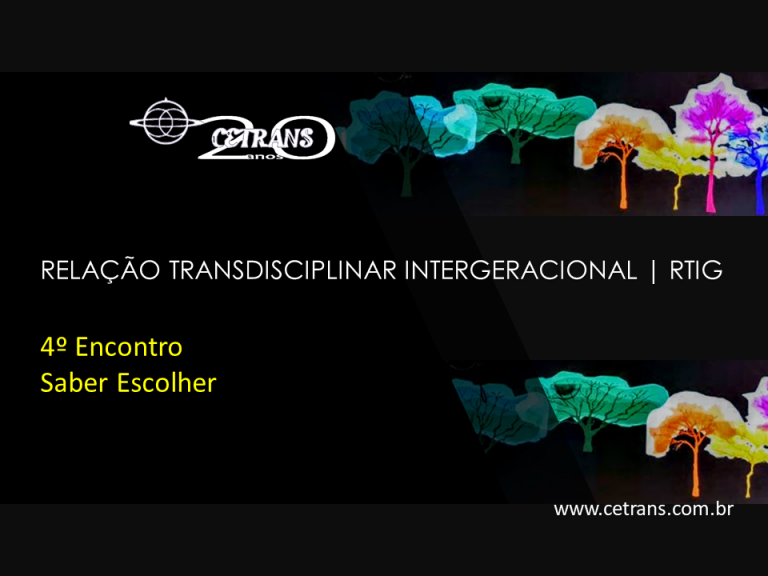 CETRANS
20
anos
RELAÇÃO TRANSDISCIPLINAR INTERGERACIONAL | RTIG
4º Encontro
Saber Escolher
www.cetrans.com.br